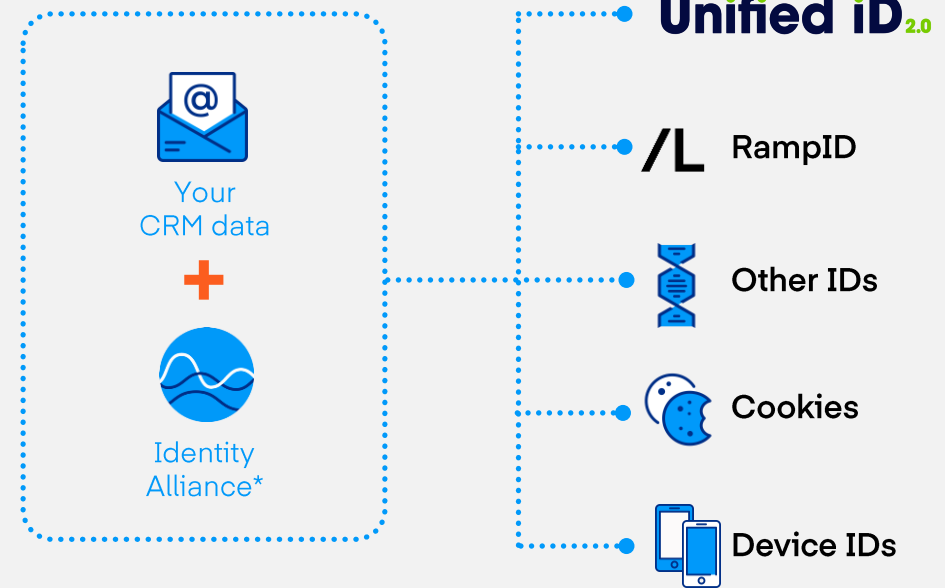 Unified iD 2.0
@
Your
CRM data
Identity
Alliance*
/L RampID
Other IDs
Cookies
Device IDs